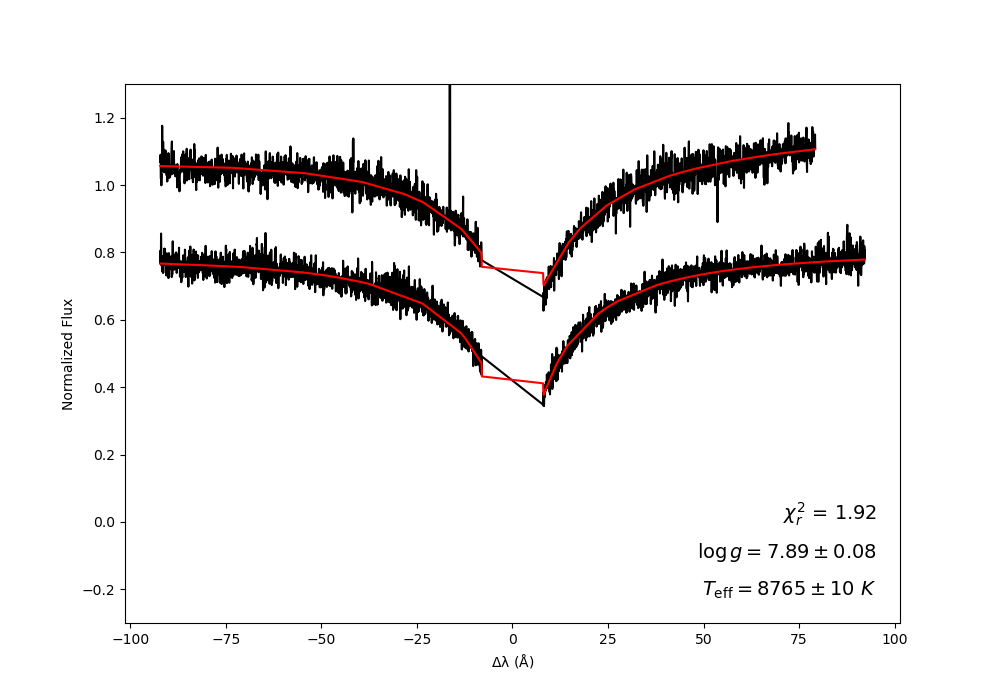 1.2
1.0
0.8
0.6
0.4
0.2
0.0
−0.2
Normalized Flux
χ²ᵣ = 1.92
log g = 7.89 ± 0.08
T_eff = 8765 ± 10 K
−100 −75 −50 −25 0 25 50 75 100
Δλ (Å)